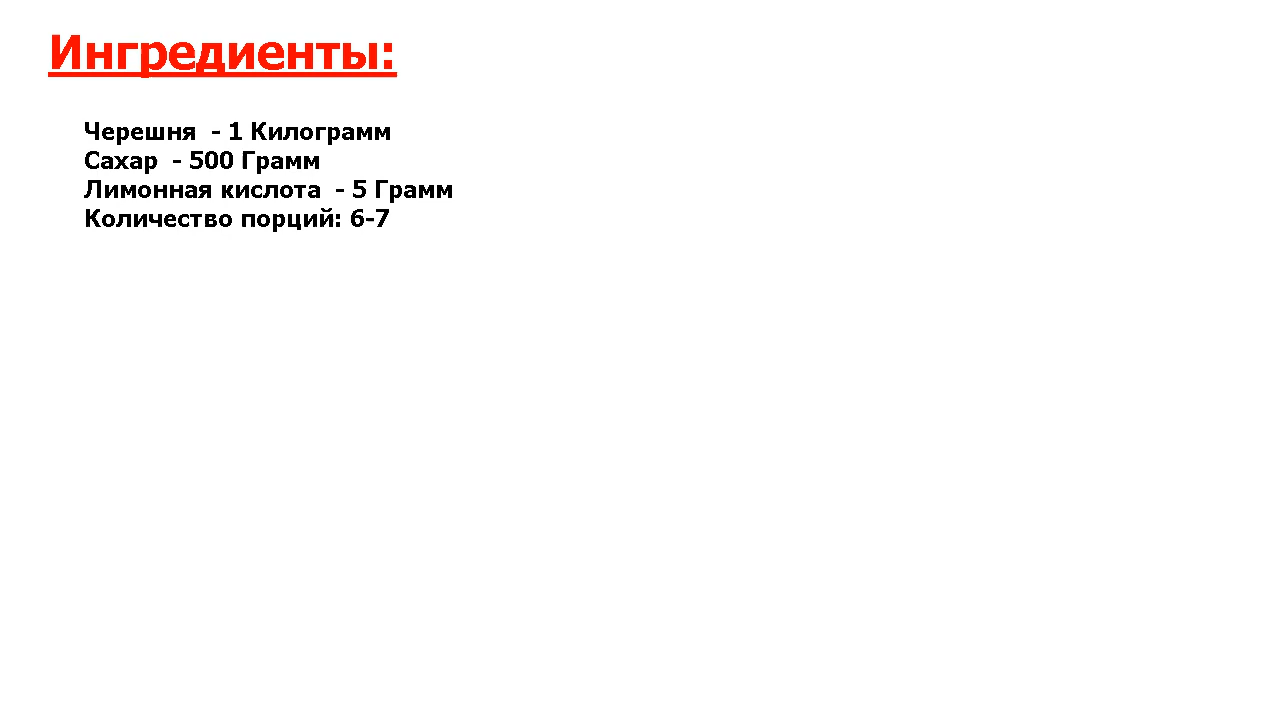 Ингредиенты:
Черешня  - 1 Килограмм
Сахар  - 500 Грамм
Лимонная кислота  - 5 Грамм
Количество порций: 6-7